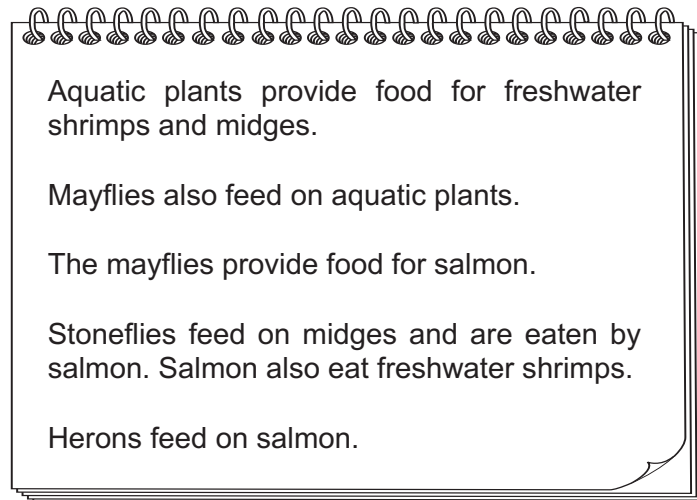 Aquatic plants provide food for freshwater
shrimps and midges.
Mayflies also feed on aquatic plants.
The mayflies provide food for salmon.
Stoneflies feed on midges and are eaten by
salmon. Salmon also eat freshwater shrimps.
Herons feed on salmon.